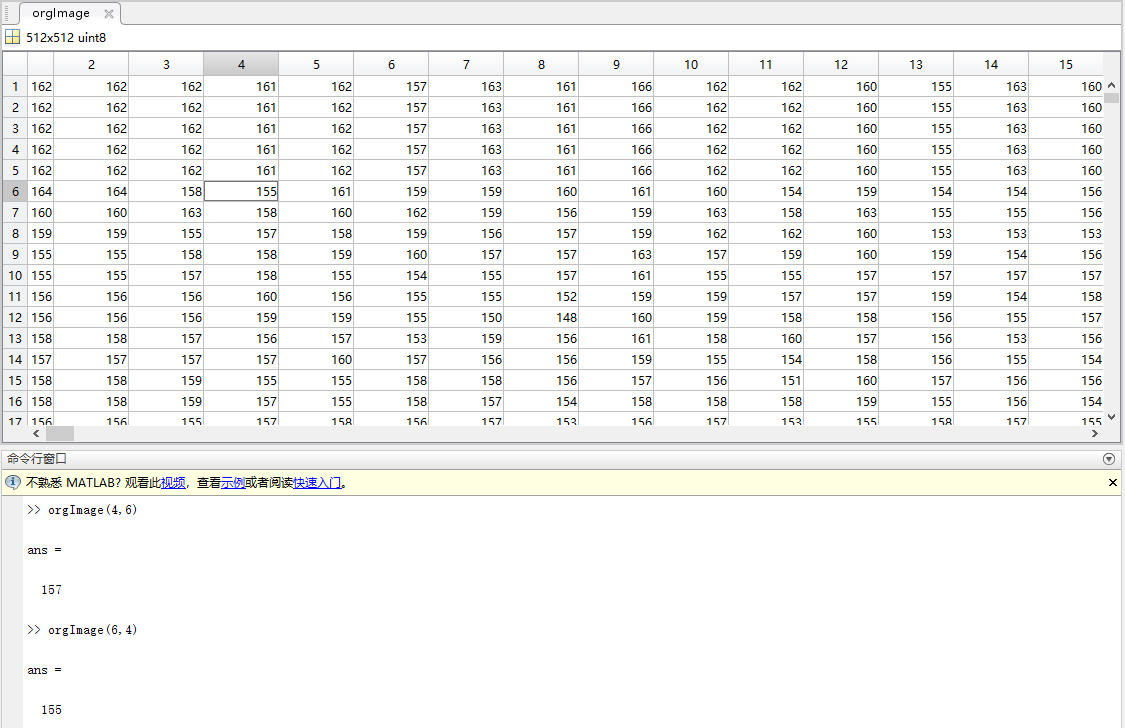 orgImage
512x512 uint8
2 3 4 5 6 7 8 9 10 11 12 13 14 15
1 162 162 162 161 162 157 163 161 166 162 162 160 155 163 160
2 162 162 162 161 162 157 163 161 166 162 162 160 155 163 160
3 162 162 162 161 162 157 163 161 166 162 162 160 155 163 160
4 162 162 162 161 162 157 163 161 166 162 162 160 155 163 160
5 162 162 162 161 162 157 163 161 166 162 162 160 155 163 160
6 164 164 158 155 161 159 159 160 161 160 154 159 154 154 156
7 160 160 163 158 160 162 159 156 159 163 158 163 155 155 156
8 159 159 155 157 158 159 156 157 159 162 162 160 153 153 153
9 155 155 158 158 159 160 157 157 163 157 159 160 159 154 156
10 155 155 157 158 155 154 155 157 161 155 155 157 157 157 157
11 156 156 156 160 156 155 155 152 159 159 157 157 159 154 158
12 156 156 156 159 159 155 150 148 160 159 158 158 156 155 157
13 158 158 157 156 157 153 159 156 161 158 160 157 156 153 156
14 157 157 157 157 160 157 156 156 159 155 154 158 156 155 154
15 158 158 159 155 155 158 158 156 157 156 151 160 157 156 156
16 158 158 159 157 155 158 157 154 158 158 158 159 155 156 154
17 156 156 155 157 158 156 157 153 156 157 153 155 158 157 155
命令行窗口
不熟悉 MATLAB? 观看此视频, 查看示例或者阅读快速入门。
>> orgImage(4,6)
ans =
157
>> orgImage(6,4)
ans =
155